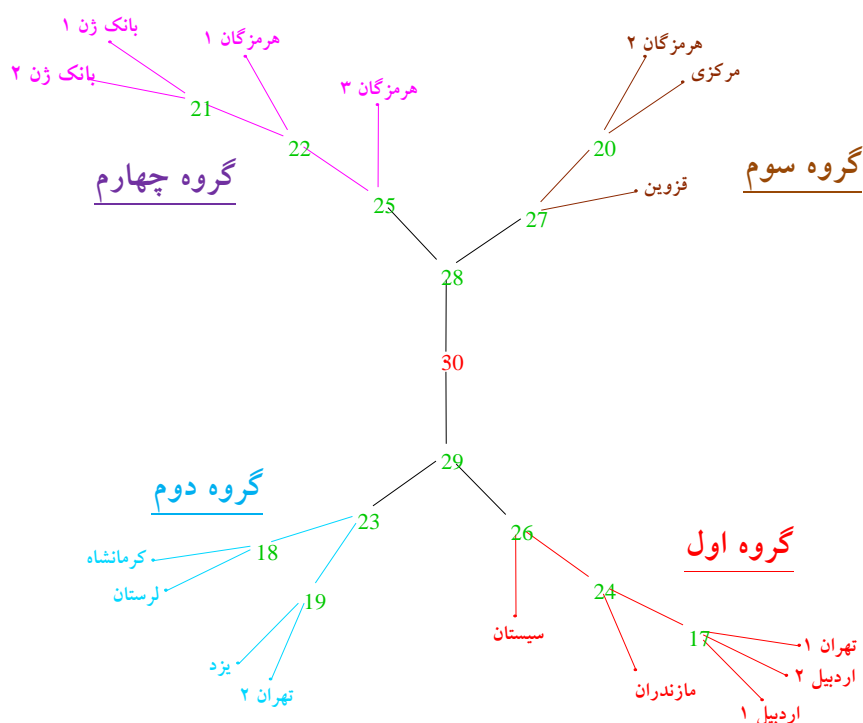 بانک ژن ۱
هرمزگان ۱
هرمزگان ۲
بانک ژن ۲
مرکزی
هرمزگان ۳
21
22
20
گروه چهارم
گروه سوم
قزوین
25
27
28
30
29
گروه دوم
23
26
گروه اول
18
کرمانشاه
لرستان
19
24
سیستان
17
تهران ۱
یزد
اردبیل ۲
تهران ۲
مازندران
اردبیل ۱